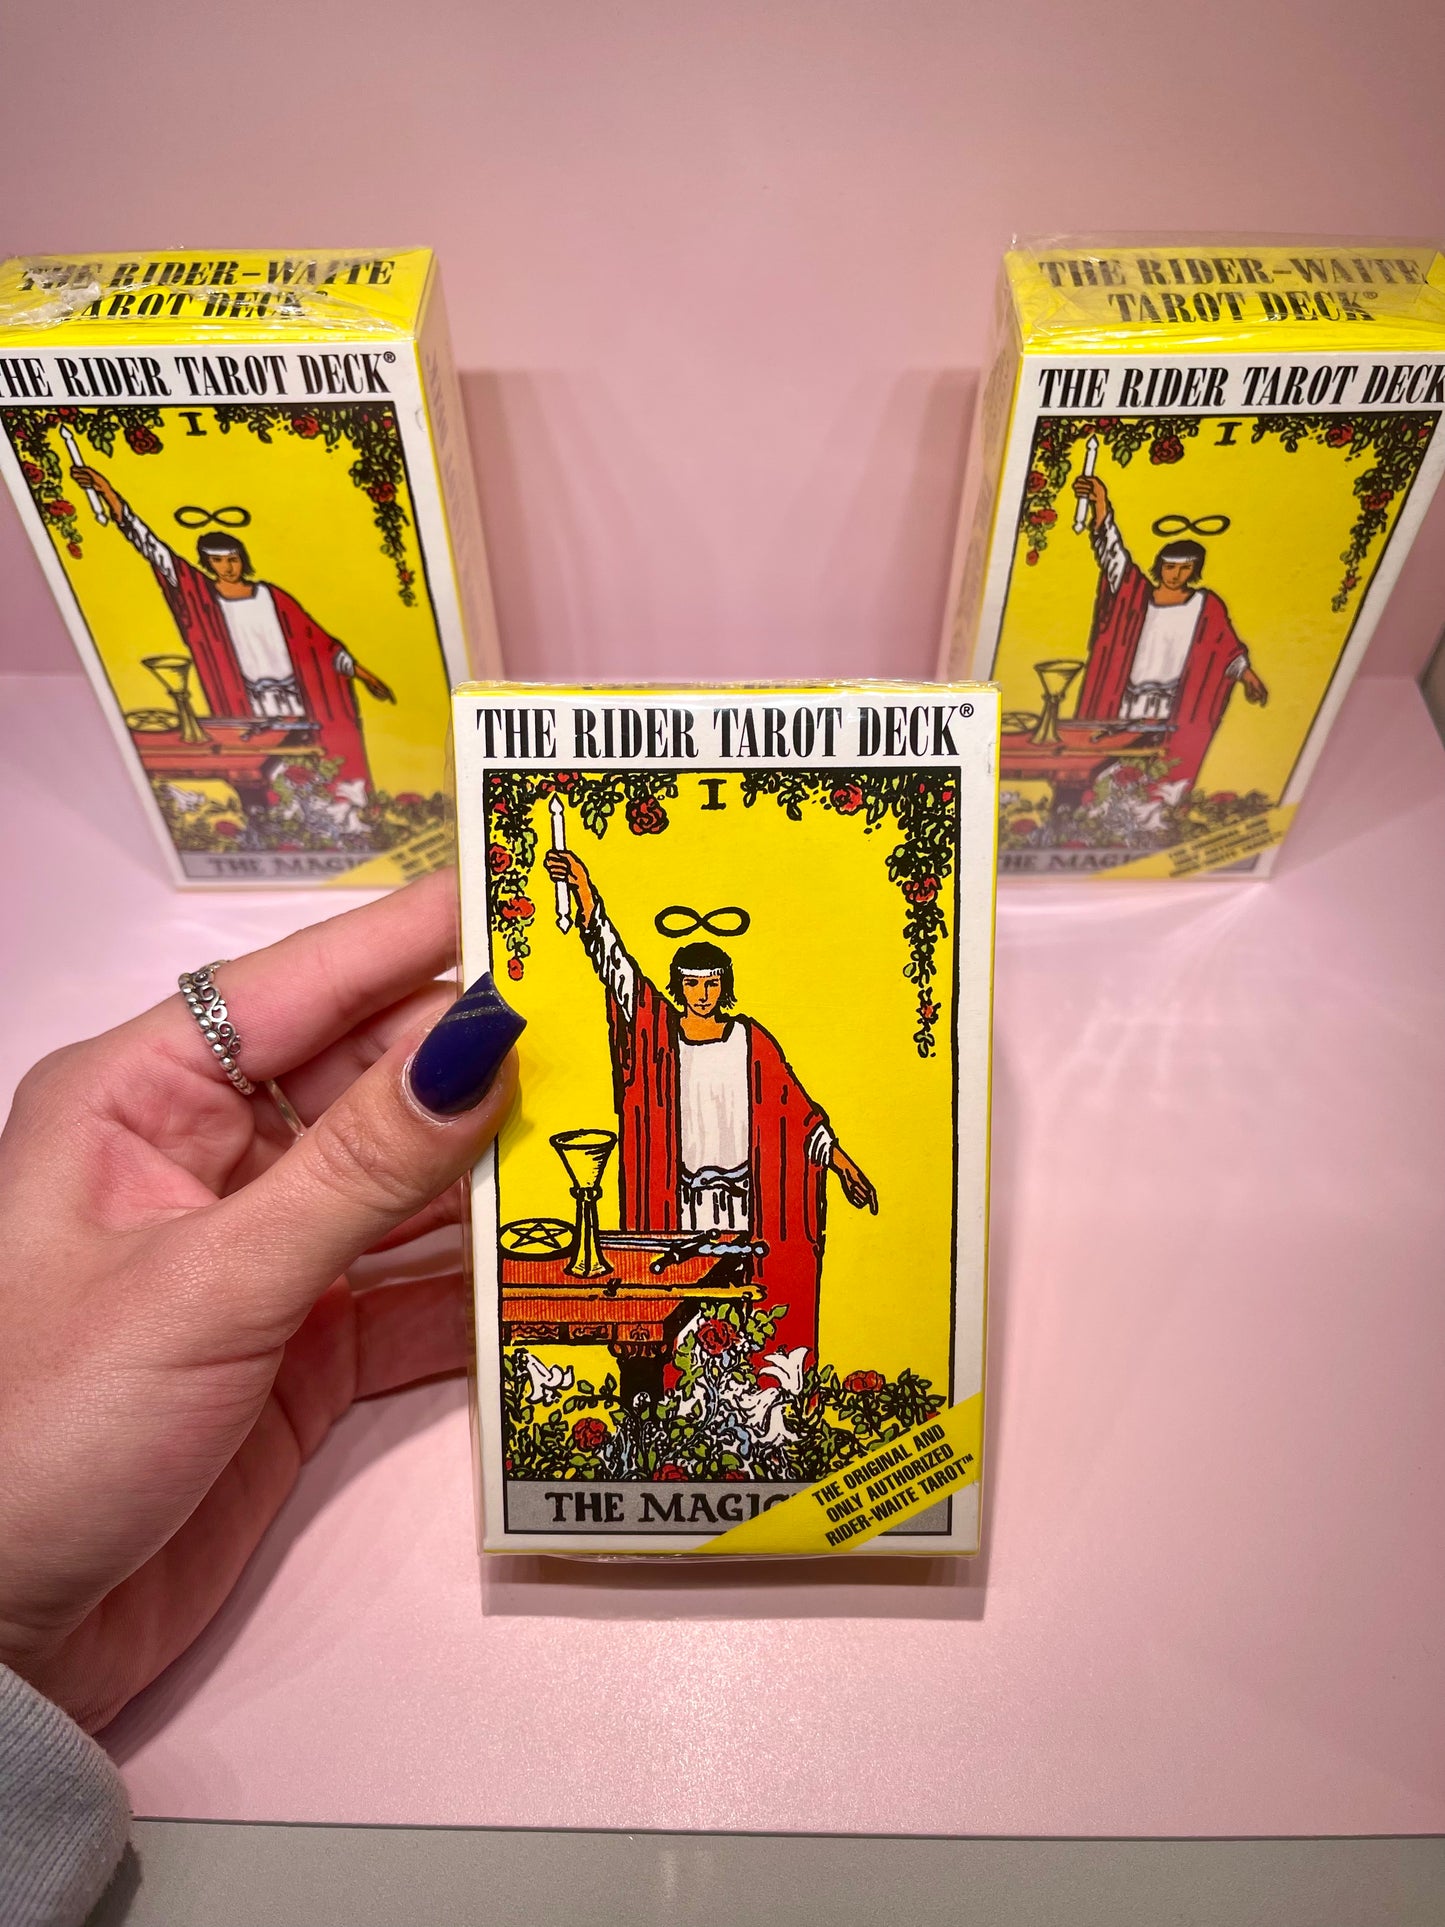 THE RIDER-WAITE
TAROT DECK
THE RIDER TAROT DECK®
I
THE MAGIC
THE RIDER-WAITE
TAROT DECK®
THE RIDER TAROT DECK
I
THE MAGIC
THE RIDER TAROT DECK®
I
THE MAGIC
THE ORIGINAL AND
ONLY AUTHORIZED
RIDER-WAITE TAROT™